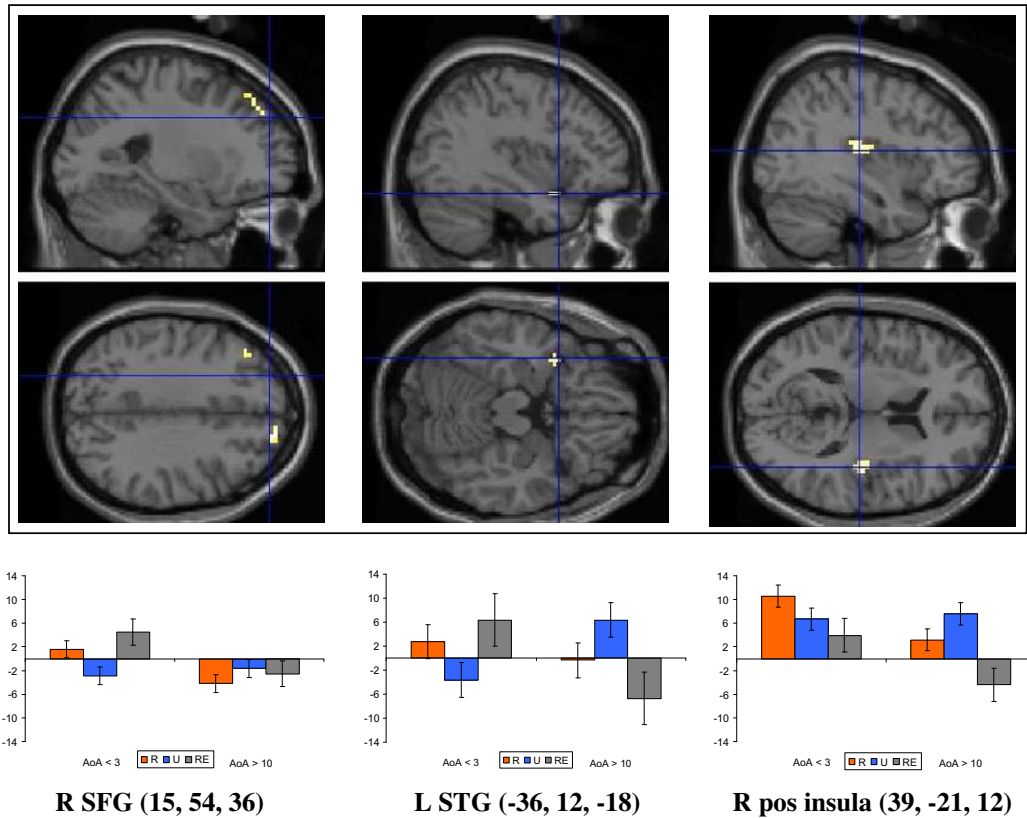 14
10
6
2
-2
-6
-10
-14
AoA < 3
R U RE
AoA > 10
R SFG (15, 54, 36)
14
10
6
2
-2
-6
-10
-14
AoA < 3
R U RE
AoA > 10
L STG (-36, 12, -18)
14
10
6
2
-2
-6
-10
-14
AoA < 3
R U RE
AoA > 10
R pos insula (39, -21, 12)